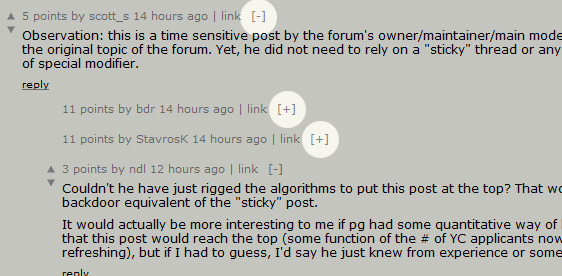 5 points by scott_s 14 hours ago | link [-]
Observation: this is a time sensitive post by the forum's owner/maintainer/main mode
the original topic of the forum. Yet, he did not need to rely on a "sticky" thread or any
of special modifier.
reply
11 points by bdr 14 hours ago | link [+]
11 points by StavrosK 14 hours ago | link [+]
3 points by ndl 12 hours ago | link [-]
Couldn't he have just rigged the algorithms to put this post at the top? That wo
backdoor equivalent of the "sticky" post.
It would actually be more interesting to me if pg had some quantitative way of
that this post would reach the top (some function of the # of YC applicants now
refreshing), but if I had to guess, I'd say he just knew from experience or some
reply